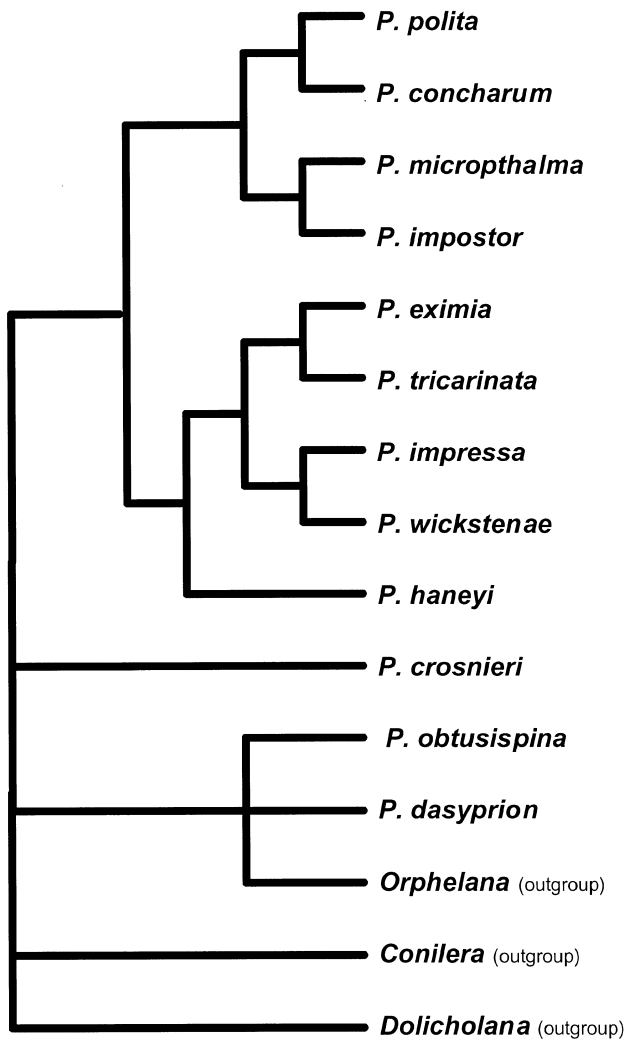 P. polita
P. concharum
P. micropthalma
P. impostor
P. eximia
P. tricarinata
P. impressa
P. wickstenae
P. haneyi
P. crosnieri
P. obtusispina
P. dasyprion
Orphelana (outgroup)
Conilera (outgroup)
Dolicholana (outgroup)